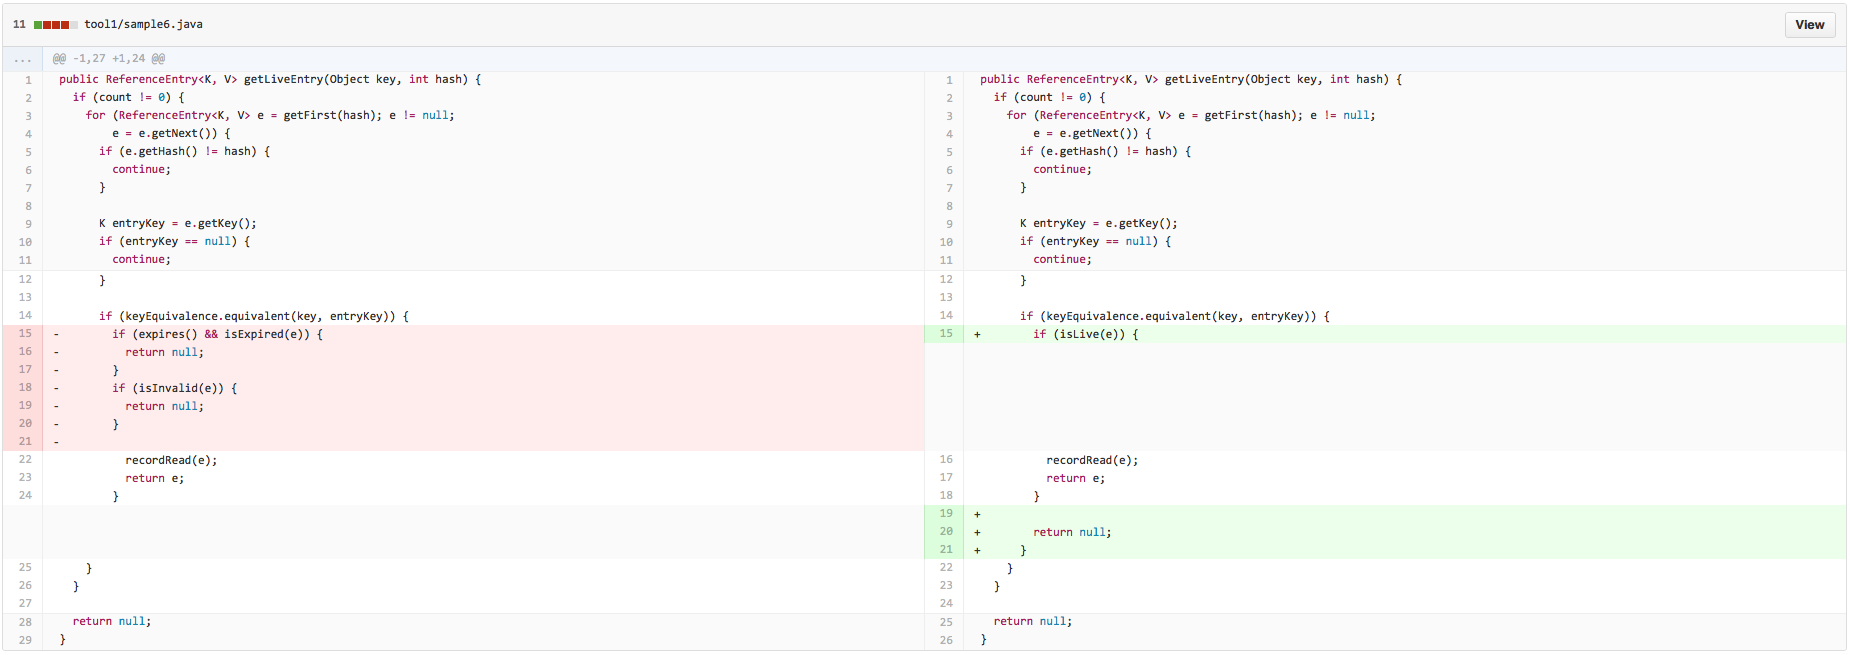 11 tool1/sample6.java View
... @@ -1,27 +1,24 @@
1 public ReferenceEntry<K, V> getLiveEntry(Object key, int hash) {
2 if (count != 0) {
3 for (ReferenceEntry<K, V> e = getFirst(hash); e != null;
4 e = e.getNext()) {
5 if (e.getHash() != hash) {
6 continue;
7 }
8
9 K entryKey = e.getKey();
10 if (entryKey == null) {
11 continue;
12 }
13
14 if (keyEquivalence.equivalent(key, entryKey)) {
15 - if (expires() && isExpired(e)) {
16 - return null;
17 - }
18 - if (isInvalid(e)) {
19 - return null;
20 - }
21 -
22 recordRead(e);
23 return e;
24 }
25 }
26 }
27
28 return null;
29 }
1 public ReferenceEntry<K, V> getLiveEntry(Object key, int hash) {
2 if (count != 0) {
3 for (ReferenceEntry<K, V> e = getFirst(hash); e != null;
4 e = e.getNext()) {
5 if (e.getHash() != hash) {
6 continue;
7 }
8
9 K entryKey = e.getKey();
10 if (entryKey == null) {
11 continue;
12 }
13
14 if (keyEquivalence.equivalent(key, entryKey)) {
15 + if (isLive(e)) {
16 recordRead(e);
17 return e;
18 }
19 +
20 + return null;
21 + }
22 }
23 }
24
25 return null;
26 }